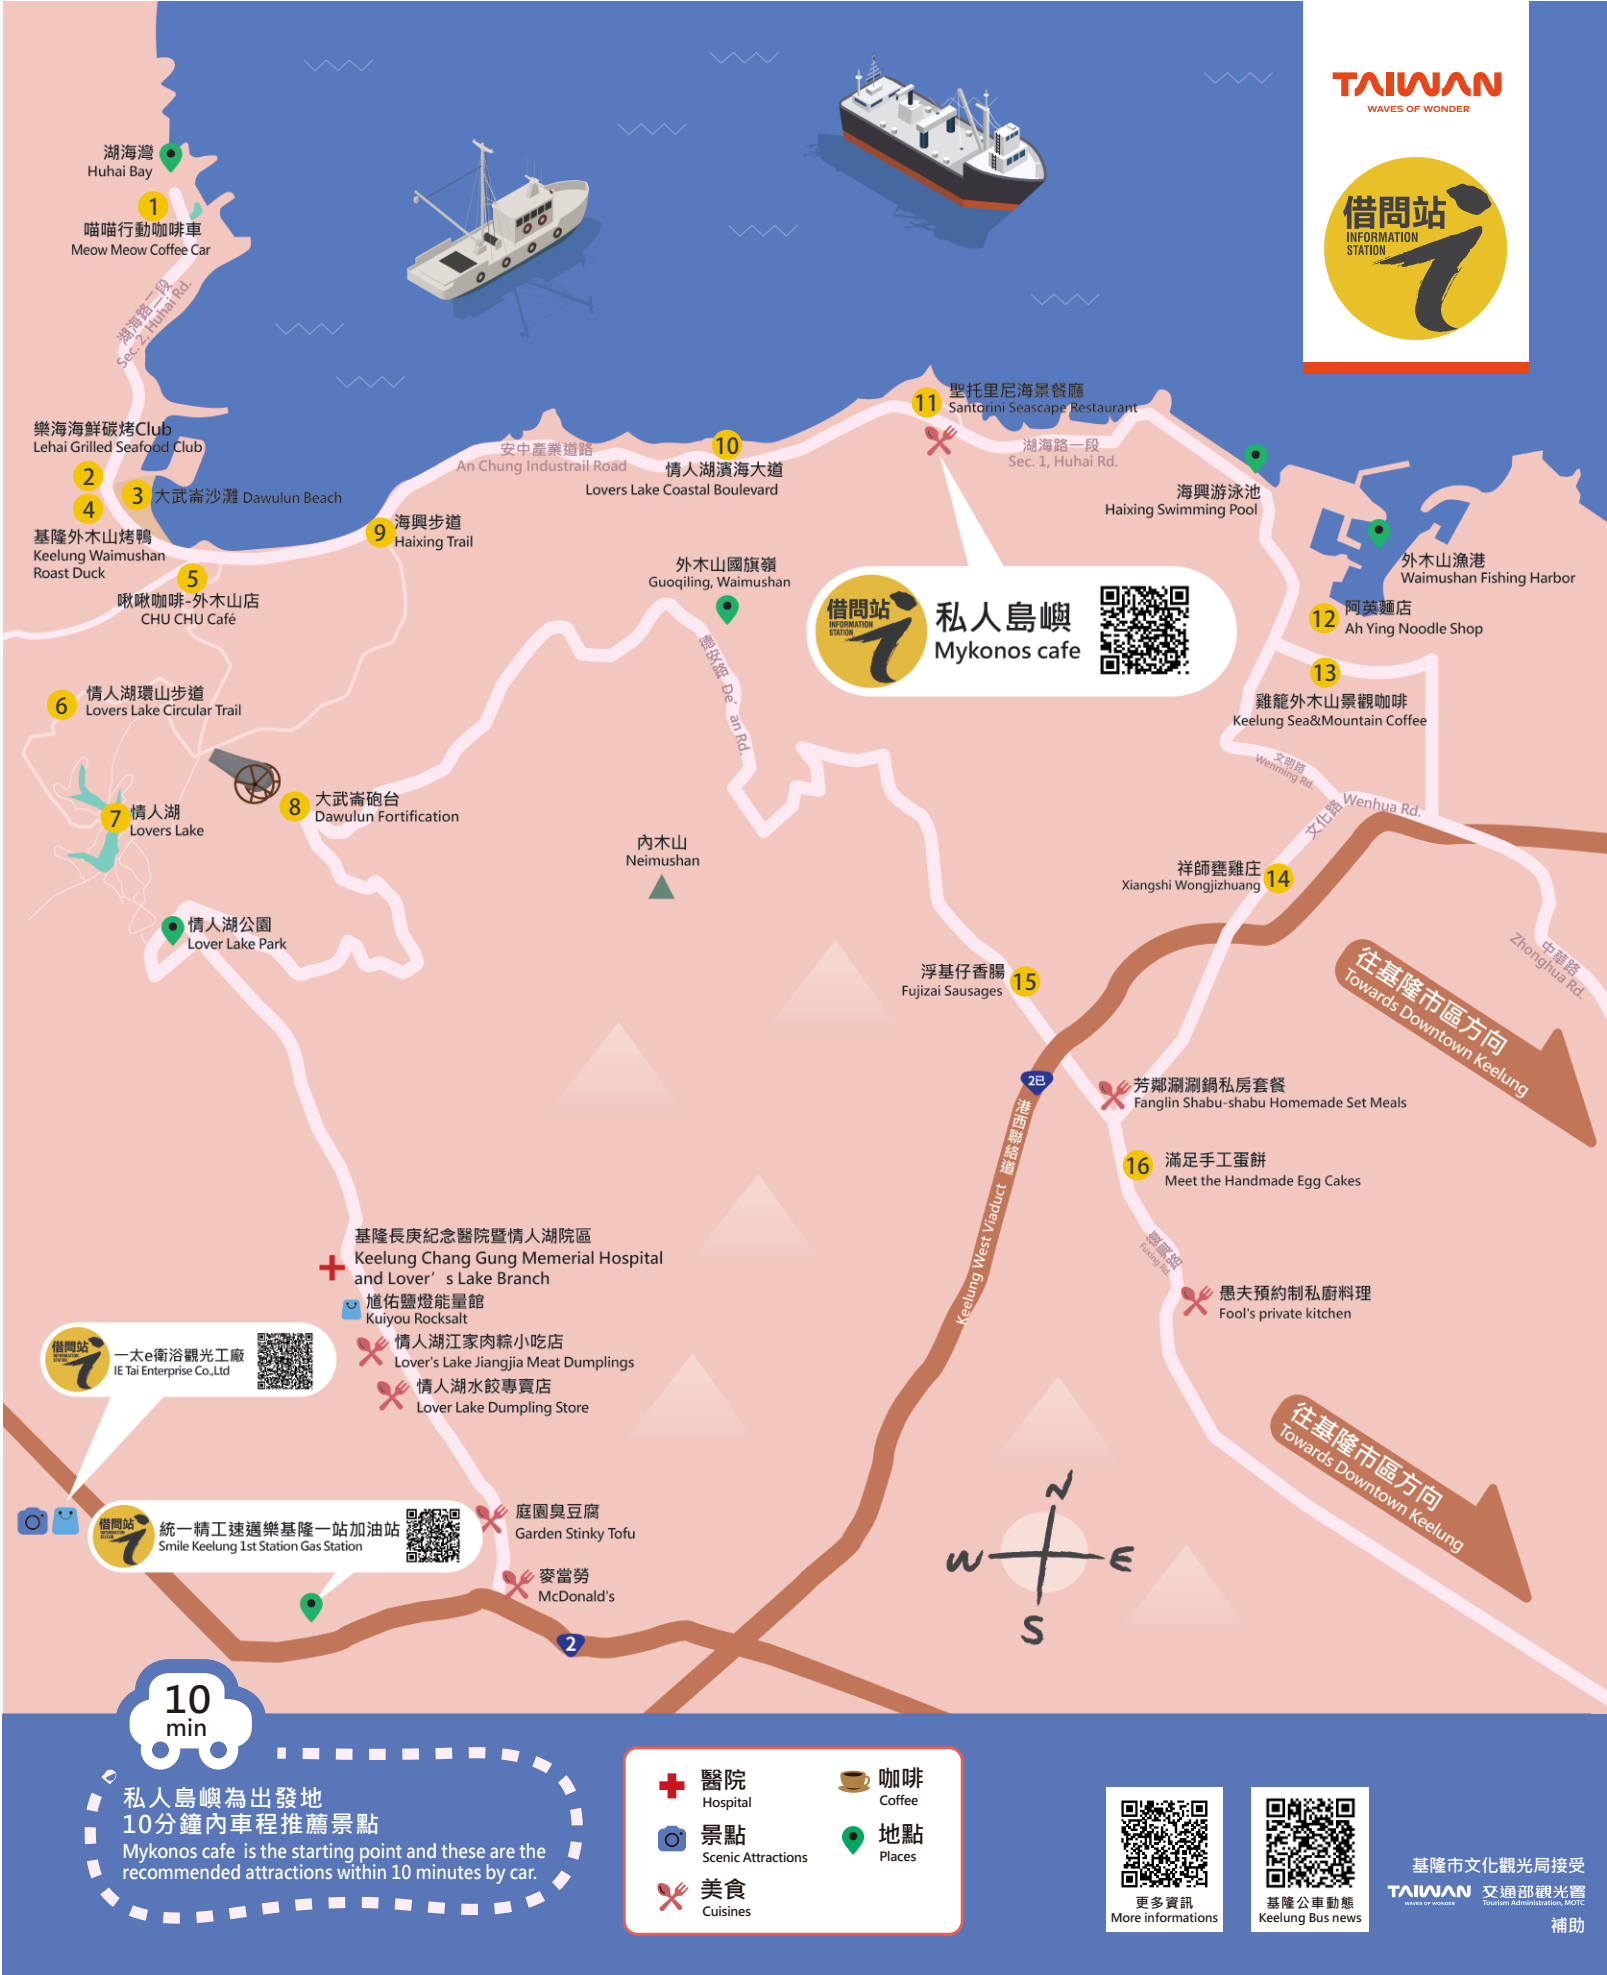 TAIWAN
WAVES OF WONDER
借問站
INFORMATION
STATION
湖海灣
Huhai Bay
1
喵喵行動咖啡車
Meow Meow Coffee Car
湖海路二段
Sec. 2, Huhai Rd.
樂海海鮮碳烤Club
Lehai Grilled Seafood Club
2
3
大武崙沙灘 Dawulun Beach
4
基隆外木山烤鴨
Keelung Waimushan
Roast Duck
5
啾啾咖啡-外木山店
CHU CHU Café
安中產業道路
An Chung Industrail Road
9
海興步道
Haixing Trail
10
情人湖濱海大道
Lovers Lake Coastal Boulevard
11
聖托里尼海景餐廳
Santorini Seascape Restaurant
湖海路一段
Sec. 1, Huhai Rd.
海興游泳池
Haixing Swimming Pool
外木山漁港
Waimushan Fishing Harbor
外木山國旗嶺
Guoqiling, Waimushan
借問站
INFORMATION
STATION
私人島嶼
Mykonos cafe
12
阿英麵店
Ah Ying Noodle Shop
13
雞籠外木山景觀咖啡
Keelung Sea&Mountain Coffee
德安路 De' an Rd.
6
情人湖環山步道
Lovers Lake Circular Trail
7
情人湖
Lovers Lake
8
大武崙砲台
Dawulun Fortification
文明路
Wenming Rd.
文化路
Wenhua Rd.
內木山
Neimushan
祥師甕雞庄
Xiangshi Wongjizhuang
14
情人湖公園
Lover Lake Park
中華路
Zhonghua Rd.
浮基仔香腸
Fujizai Sausages
15
往基隆市區方向
Towards Downtown Keelung
2己
港西聯絡道
Keelung West Viaduct
芳鄰涮涮鍋私房套餐
Fanglin Shabu-shabu Homemade Set Meals
16
滿足手工蛋餅
Meet the Handmade Egg Cakes
復興路
Fuxing Rd.
愚夫預約制私廚料理
Fool's private kitchen
基隆長庚紀念醫院暨情人湖院區
Keelung Chang Gung Memerial Hospital
and Lover' s Lake Branch
馗佑鹽燈能量館
Kuiyou Rocksalt
情人湖江家肉粽小吃店
Lover's Lake Jiangjia Meat Dumplings
情人湖水餃專賣店
Lover Lake Dumpling Store
借問站
INFORMATION
STATION
一太e衛浴觀光工廠
IE Tai Enterprise Co.,Ltd
借問站
INFORMATION
STATION
統一精工速邁樂基隆一站加油站
Smile Keelung 1st Station Gas Station
庭園臭豆腐
Garden Stinky Tofu
麥當勞
McDonald's
2
往基隆市區方向
Towards Downtown Keelung
N
W
E
S
10
min
私人島嶼為出發地
10分鐘內車程推薦景點
Mykonos cafe is the starting point and these are the
recommended attractions within 10 minutes by car.
醫院
Hospital
景點
Scenic Attractions
美食
Cuisines
咖啡
Coffee
地點
Places
更多資訊
More informations
基隆公車動態
Keelung Bus news
基隆市文化觀光局接受
TAIWAN
WAVES OF WONDER
交通部觀光署
Tourism Administration, MOTC
補助